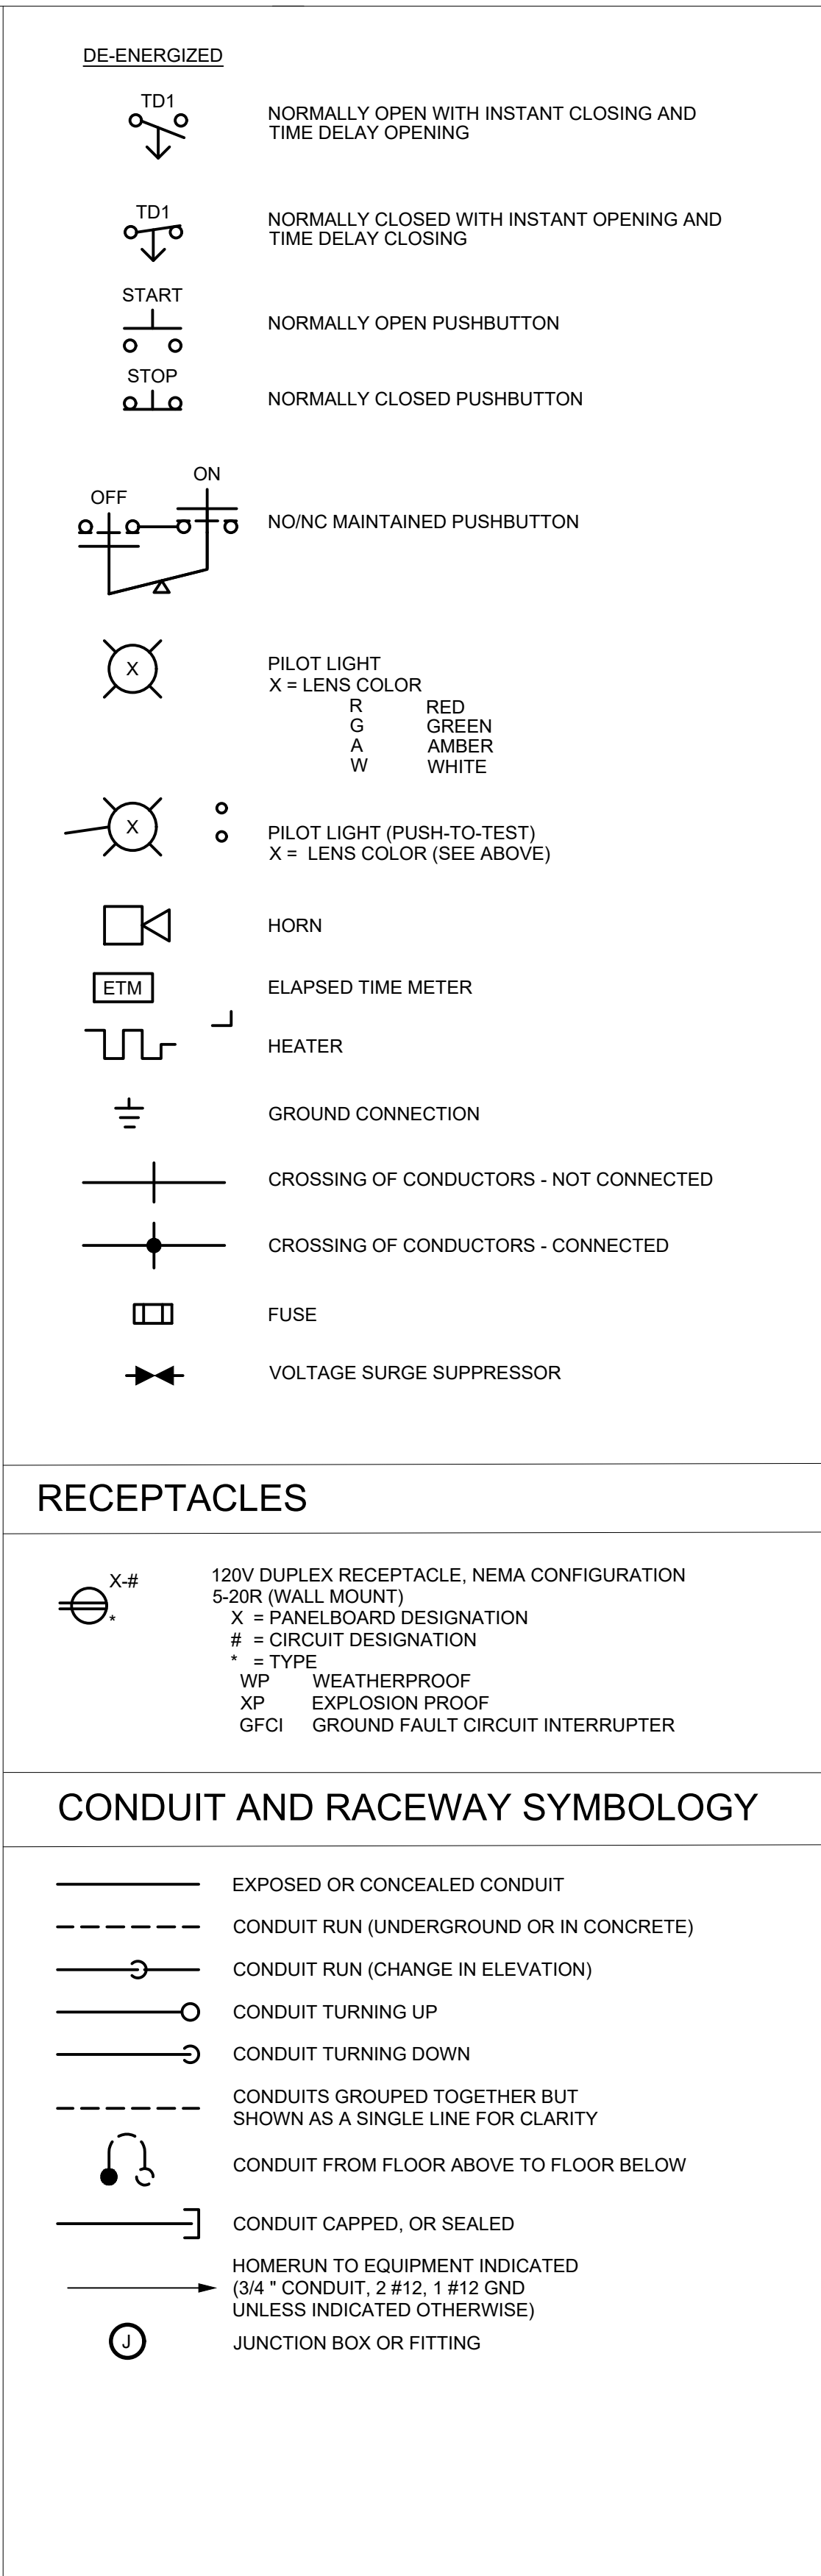 DE-ENERGIZED
TD1
NORMALLY OPEN WITH INSTANT CLOSING AND
TIME DELAY OPENING
TD1
NORMALLY CLOSED WITH INSTANT OPENING AND
TIME DELAY CLOSING
START
NORMALLY OPEN PUSHBUTTON
STOP
NORMALLY CLOSED PUSHBUTTON
ON
OFF
NO/NC MAINTAINED PUSHBUTTON
X
PILOT LIGHT
X = LENS COLOR
R RED
G GREEN
A AMBER
W WHITE
X
PILOT LIGHT (PUSH-TO-TEST)
X = LENS COLOR (SEE ABOVE)
HORN
ETM
ELAPSED TIME METER
HEATER
GROUND CONNECTION
CROSSING OF CONDUCTORS - NOT CONNECTED
CROSSING OF CONDUCTORS - CONNECTED
FUSE
VOLTAGE SURGE SUPPRESSOR
RECEPTACLES
X-#
*
120V DUPLEX RECEPTACLE, NEMA CONFIGURATION
5-20R (WALL MOUNT)
X = PANELBOARD DESIGNATION
# = CIRCUIT DESIGNATION
* = TYPE
WP WEATHERPROOF
XP EXPLOSION PROOF
GFCI GROUND FAULT CIRCUIT INTERRUPTER
CONDUIT AND RACEWAY SYMBOLOGY
EXPOSED OR CONCEALED CONDUIT
CONDUIT RUN (UNDERGROUND OR IN CONCRETE)
CONDUIT RUN (CHANGE IN ELEVATION)
CONDUIT TURNING UP
CONDUIT TURNING DOWN
CONDUITS GROUPED TOGETHER BUT
SHOWN AS A SINGLE LINE FOR CLARITY
CONDUIT FROM FLOOR ABOVE TO FLOOR BELOW
CONDUIT CAPPED, OR SEALED
HOMERUN TO EQUIPMENT INDICATED
(3/4 " CONDUIT, 2 #12, 1 #12 GND
UNLESS INDICATED OTHERWISE)
J
JUNCTION BOX OR FITTING